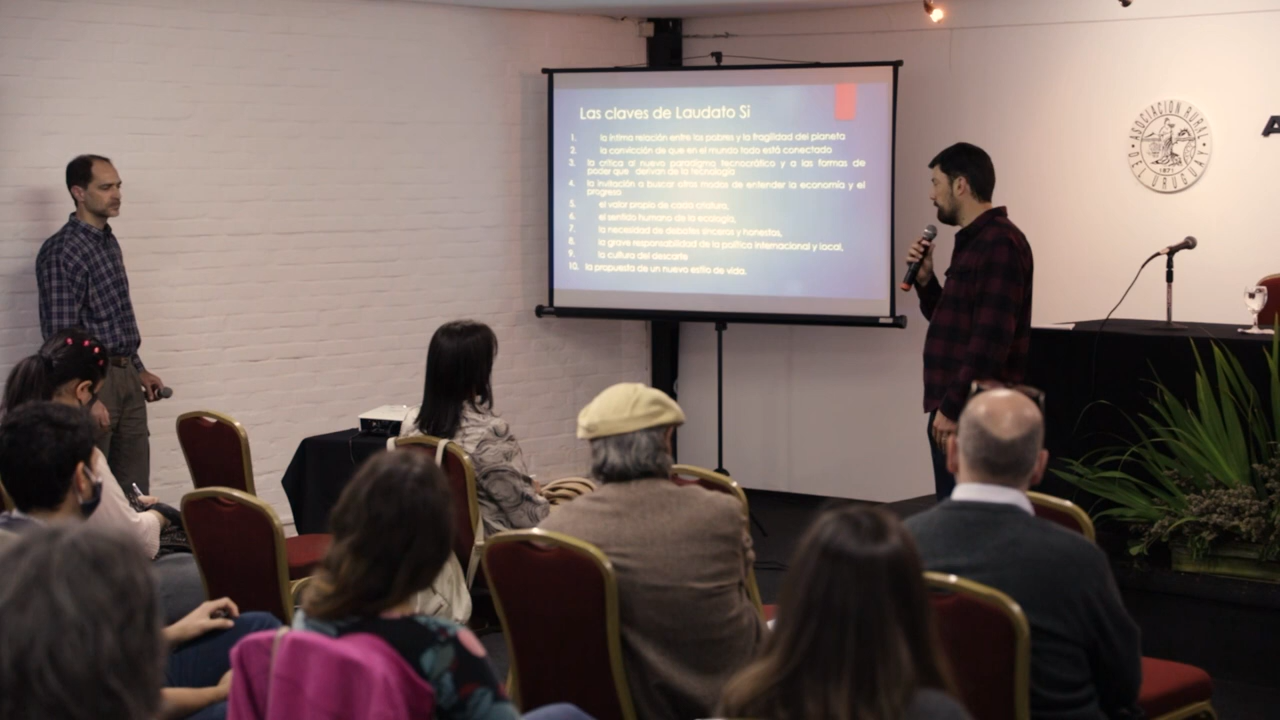 Las claves de Laudato Si
1. la íntima relación entre los pobres y la fragilidad del planeta
2. la convicción de que en el mundo todo está conectado
3. la crítica al nuevo paradigma tecnocrático y a las formas de
poder que derivan de la tecnología
4. la invitación a buscar otros modos de entender la economía y el
progreso
5. el valor propio de cada criatura,
6. el sentido humano de la ecología,
7. la necesidad de debates sinceros y honestos,
8. la grave responsabilidad de la política internacional y local,
9. la cultura del descarte
10. la propuesta de un nuevo estilo de vida.
ASOCIACION RURAL
DEL URUGUAY
1871
A